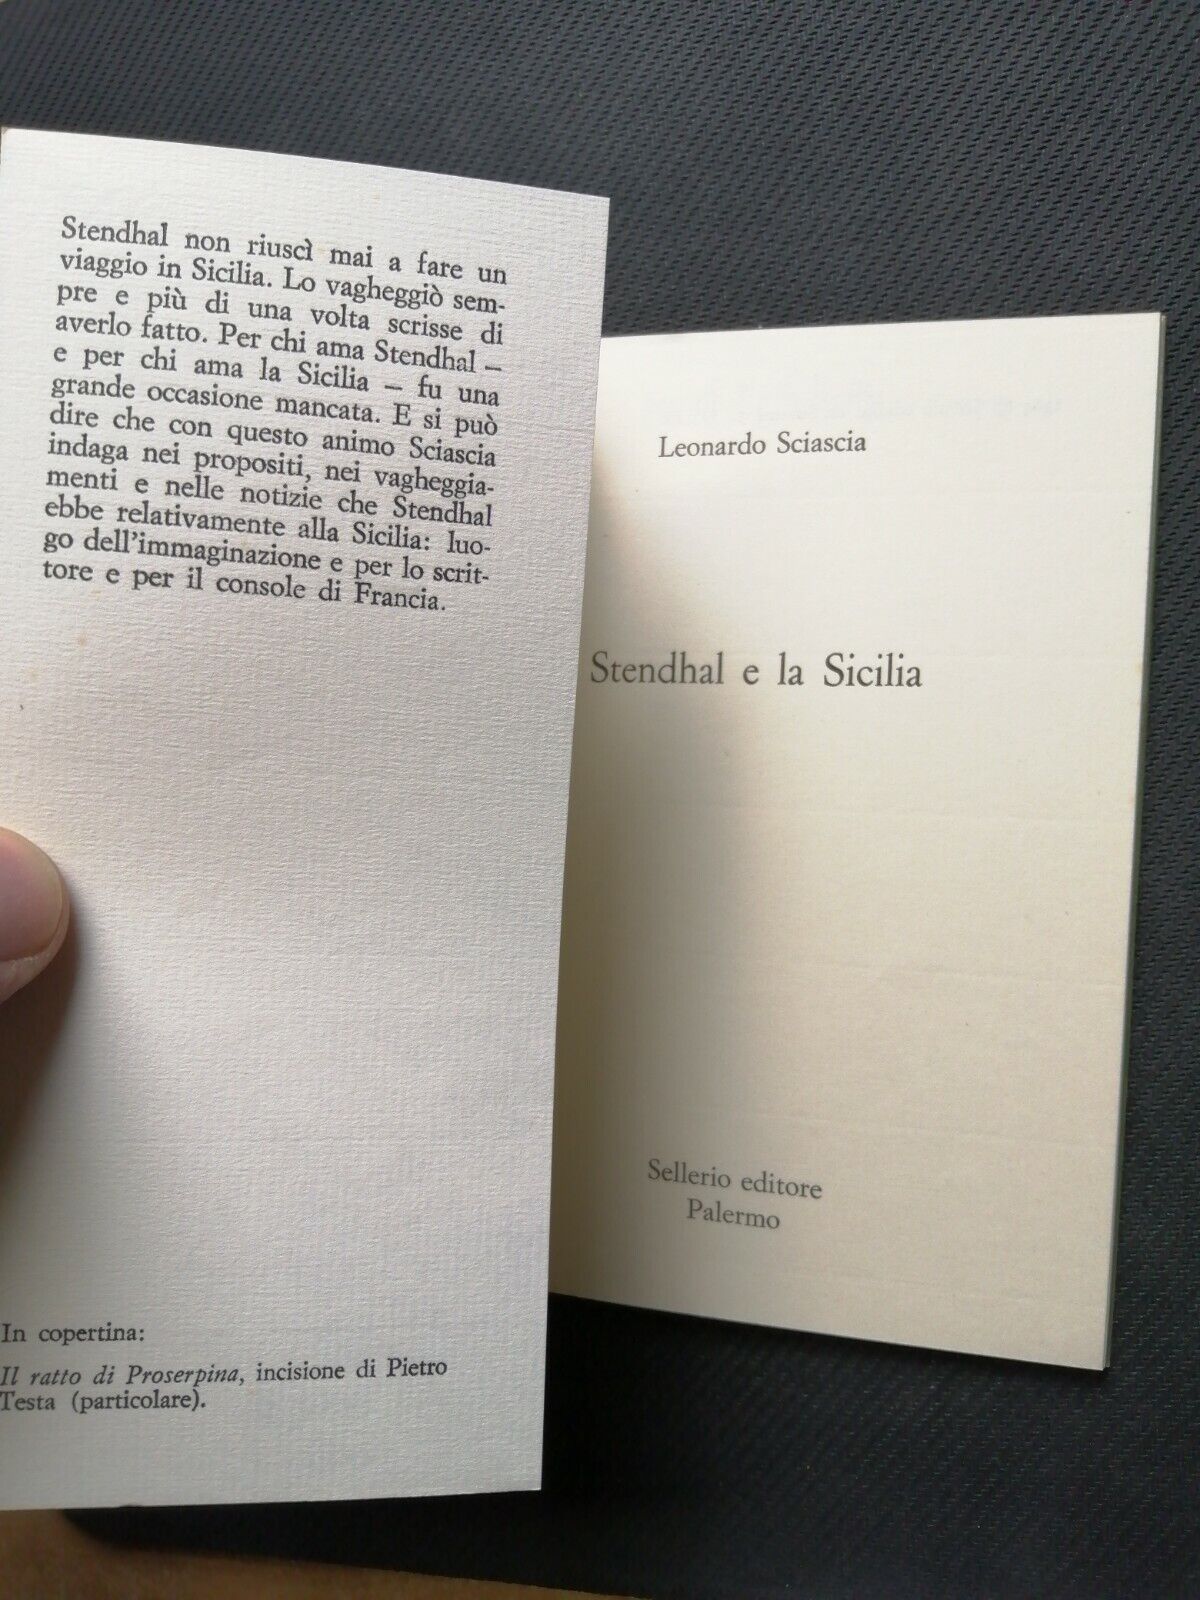 Stendhal non riuscì mai a fare un
viaggio in Sicilia. Lo vagheggiò sem-
pre e più di una volta scrisse di
averlo fatto. Per chi ama Stendhal –
e per chi ama la Sicilia – fu una
grande occasione mancata. E si può
dire che con questo animo Sciascia
indaga nei propositi, nei vagheggia-
menti e nelle notizie che Stendhal
ebbe relativamente alla Sicilia: luo-
go dell'immaginazione e per lo scrit-
tore e per il console di Francia.
In copertina:
Il ratto di Proserpina, incisione di Pietro
Testa (particolare).
Leonardo Sciascia
Stendhal e la Sicilia
Sellerio editore
Palermo